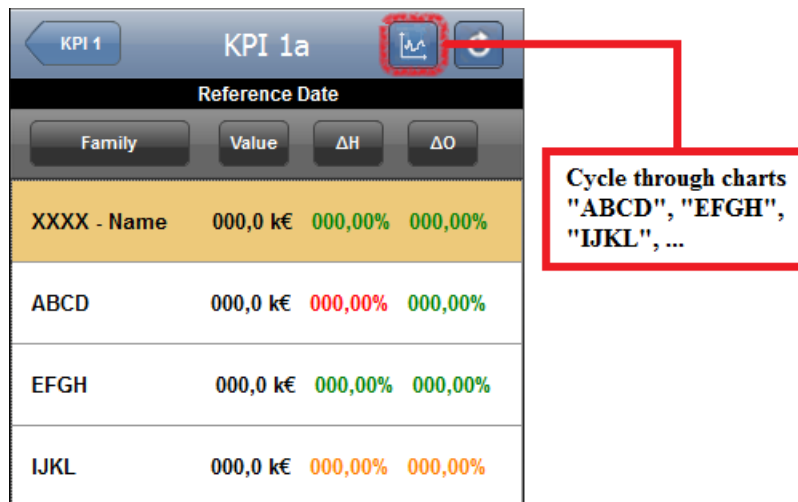 KPI 1 KPI 1a
Reference Date
Family Value ΔH ΔO
XXXX - Name 000,0 k€ 000,00% 000,00%
ABCD 000,0 k€ 000,00% 000,00%
EFGH 000,0 k€ 000,00% 000,00%
IJKL 000,0 k€ 000,00% 000,00%
Cycle through charts
"ABCD", "EFGH",
"IJKL", ...